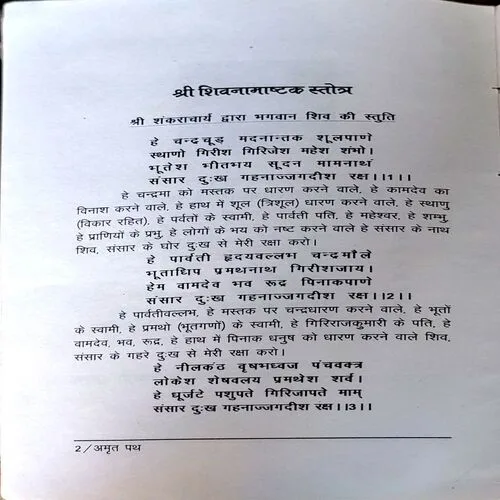 श्री शिवनामाष्टक स्तोत्र
श्री शंकराचार्य द्वारा भगवान शिव की स्तुति
हे चन्द्रचूड़ मदनान्तक शूलपाणे
स्थाणो गिरीश गिरिजेश महेश शम्भो।
भूतेश भीतभय सूदन मामनाथं
संसार दुःख गहनाज्जगदीश रक्ष।।1।।
हे चन्द्रमा को मस्तक पर धारण करने वाले, हे कामदेव का
विनाश करने वाले, हे हाथ में शूल (त्रिशूल) धारण करने वाले, हे स्थाणु
(विकार रहित), हे पर्वतों के स्वामी, हे पार्वती पति, हे महेश्वर, हे शम्भु,
हे प्राणियों के प्रभु, हे लोगों के भय को नष्ट करने वाले हे संसार के नाथ
शिव, संसार के घोर दुःख से मेरी रक्षा करो।
हे पार्वती हृदयवल्लभ चन्द्रमौले
भूताधिप प्रमथनाथ गिरीशजाय।
हेम वामदेव भव रूद्र पिनाकपाणे
संसार दुःख गहनाज्जगदीश रक्ष।।2।।
हे पार्वतीवल्लभ, हे मस्तक पर चन्द्रधारण करने वाले, हे भूतों
के स्वामी, हे प्रमथो (भूतगणों) के स्वामी, हे गिरिराजकुमारी के पति, हे
वामदेव, भव, रूद्र, हे हाथ में पिनाक धनुष को धारण करने वाले शिव,
संसार के गहरे दुःख से मेरी रक्षा करो।
हे नीलकंठ वृषभध्वज पंचवक्त्र
लोकेश शेषवलय प्रमथेश शर्व।
हे धूर्जटे पशुपते गिरिजापते माम्
संसार दुःख गहनाज्जगदीश रक्ष।।3।।
2/अमृत पथ